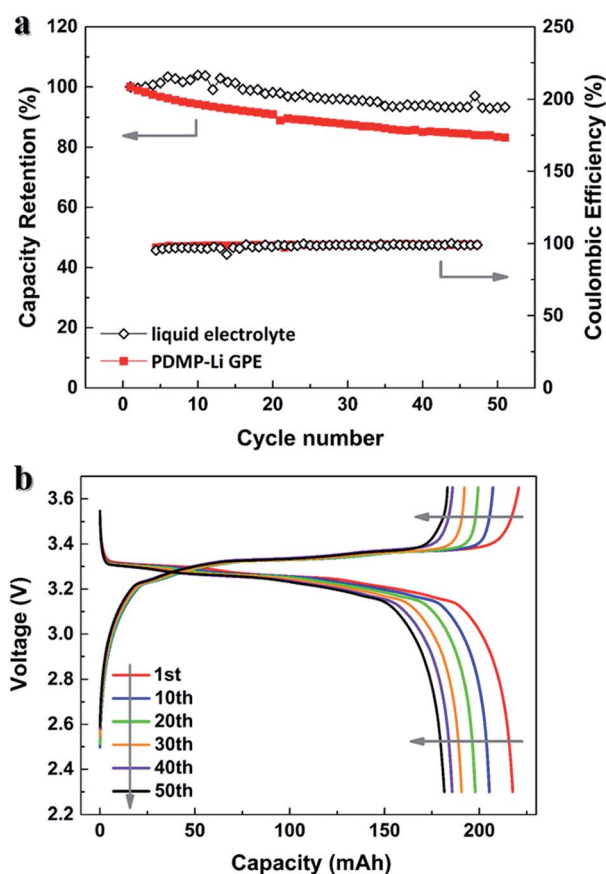 a
120
100
80
60
40
20
0
250
200
150
100
50
0
Capacity Retention (%)
Coulombic Efficiency (%)
liquid electrolyte
PDMP-Li GPE
0 10 20 30 40 50
Cycle number
b
3.6
3.4
3.2
3.0
2.8
2.6
2.4
2.2
Voltage (V)
1st
10th
20th
30th
40th
50th
0 50 100 150 200
Capacity (mAh)